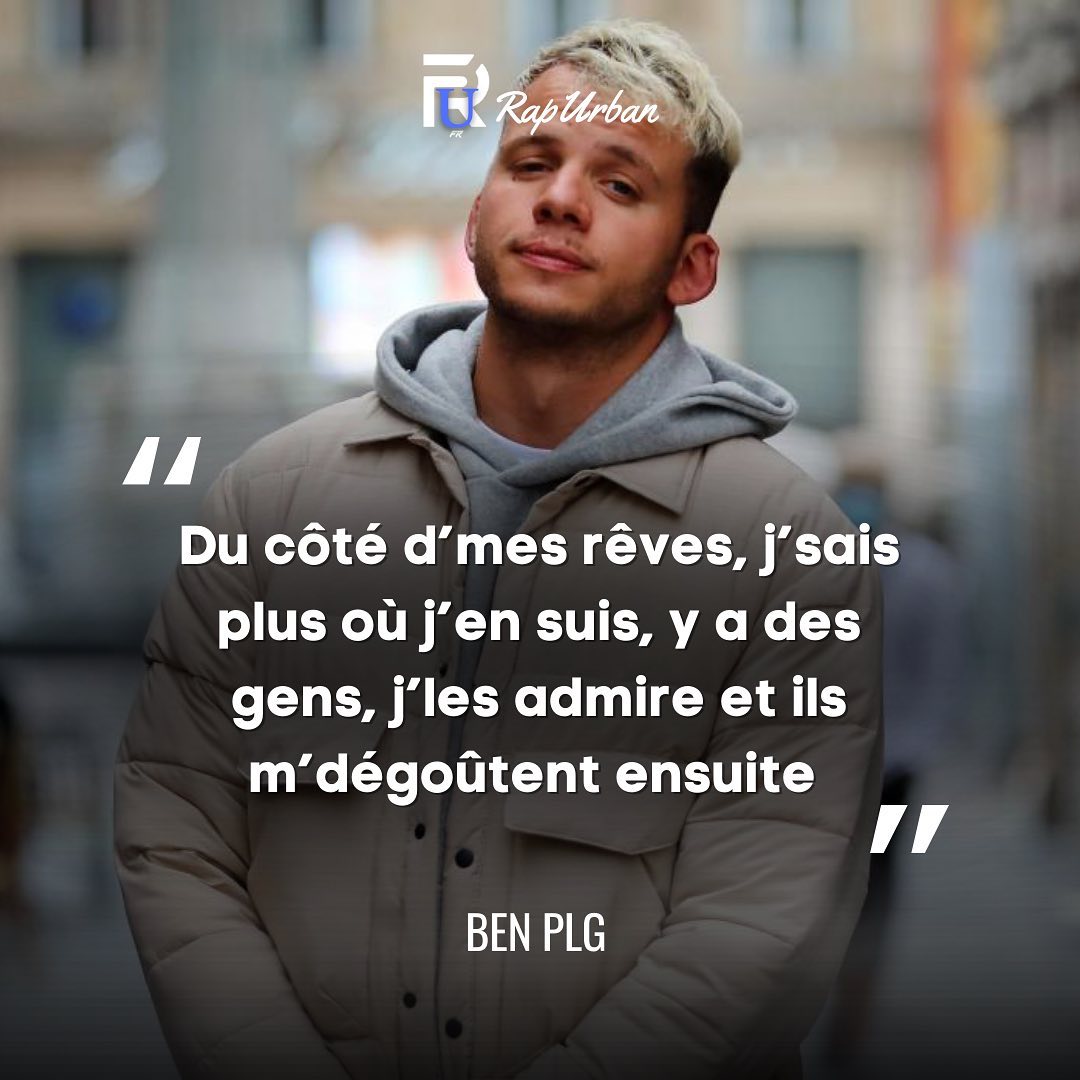 RU
FR
RapUrban
“
Du côté d’mes rêves, j’sais
plus où j’en suis, y a des
gens, j’les admire et ils
m’dégoûtent ensuite
”
BEN PLG